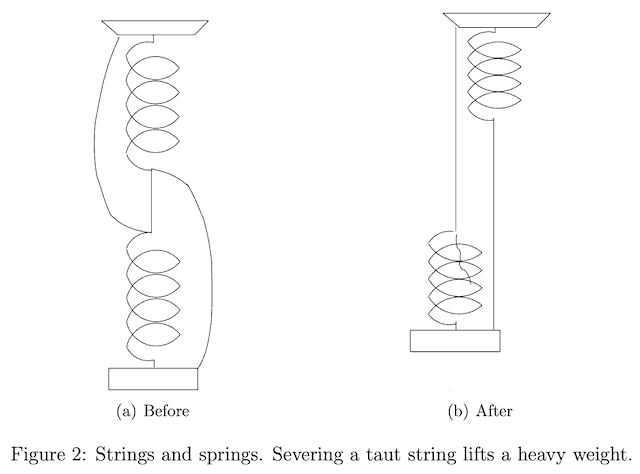 (a) Before
(b) After
Figure 2: Strings and springs. Severing a taut string lifts a heavy weight.